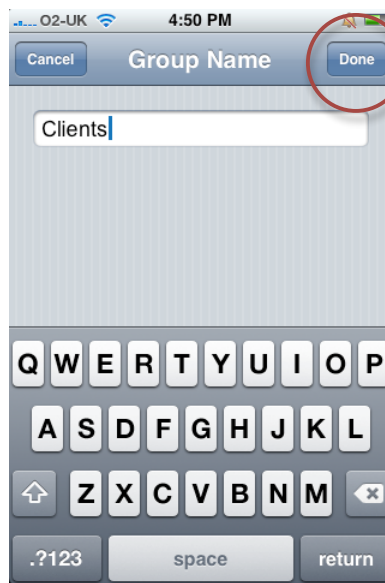 O2-UK 4:50 PM
Cancel Group Name Done
Clients
Q W E R T Y U I O P
A S D F G H J K L
Z X C V B N M
.?123 space return